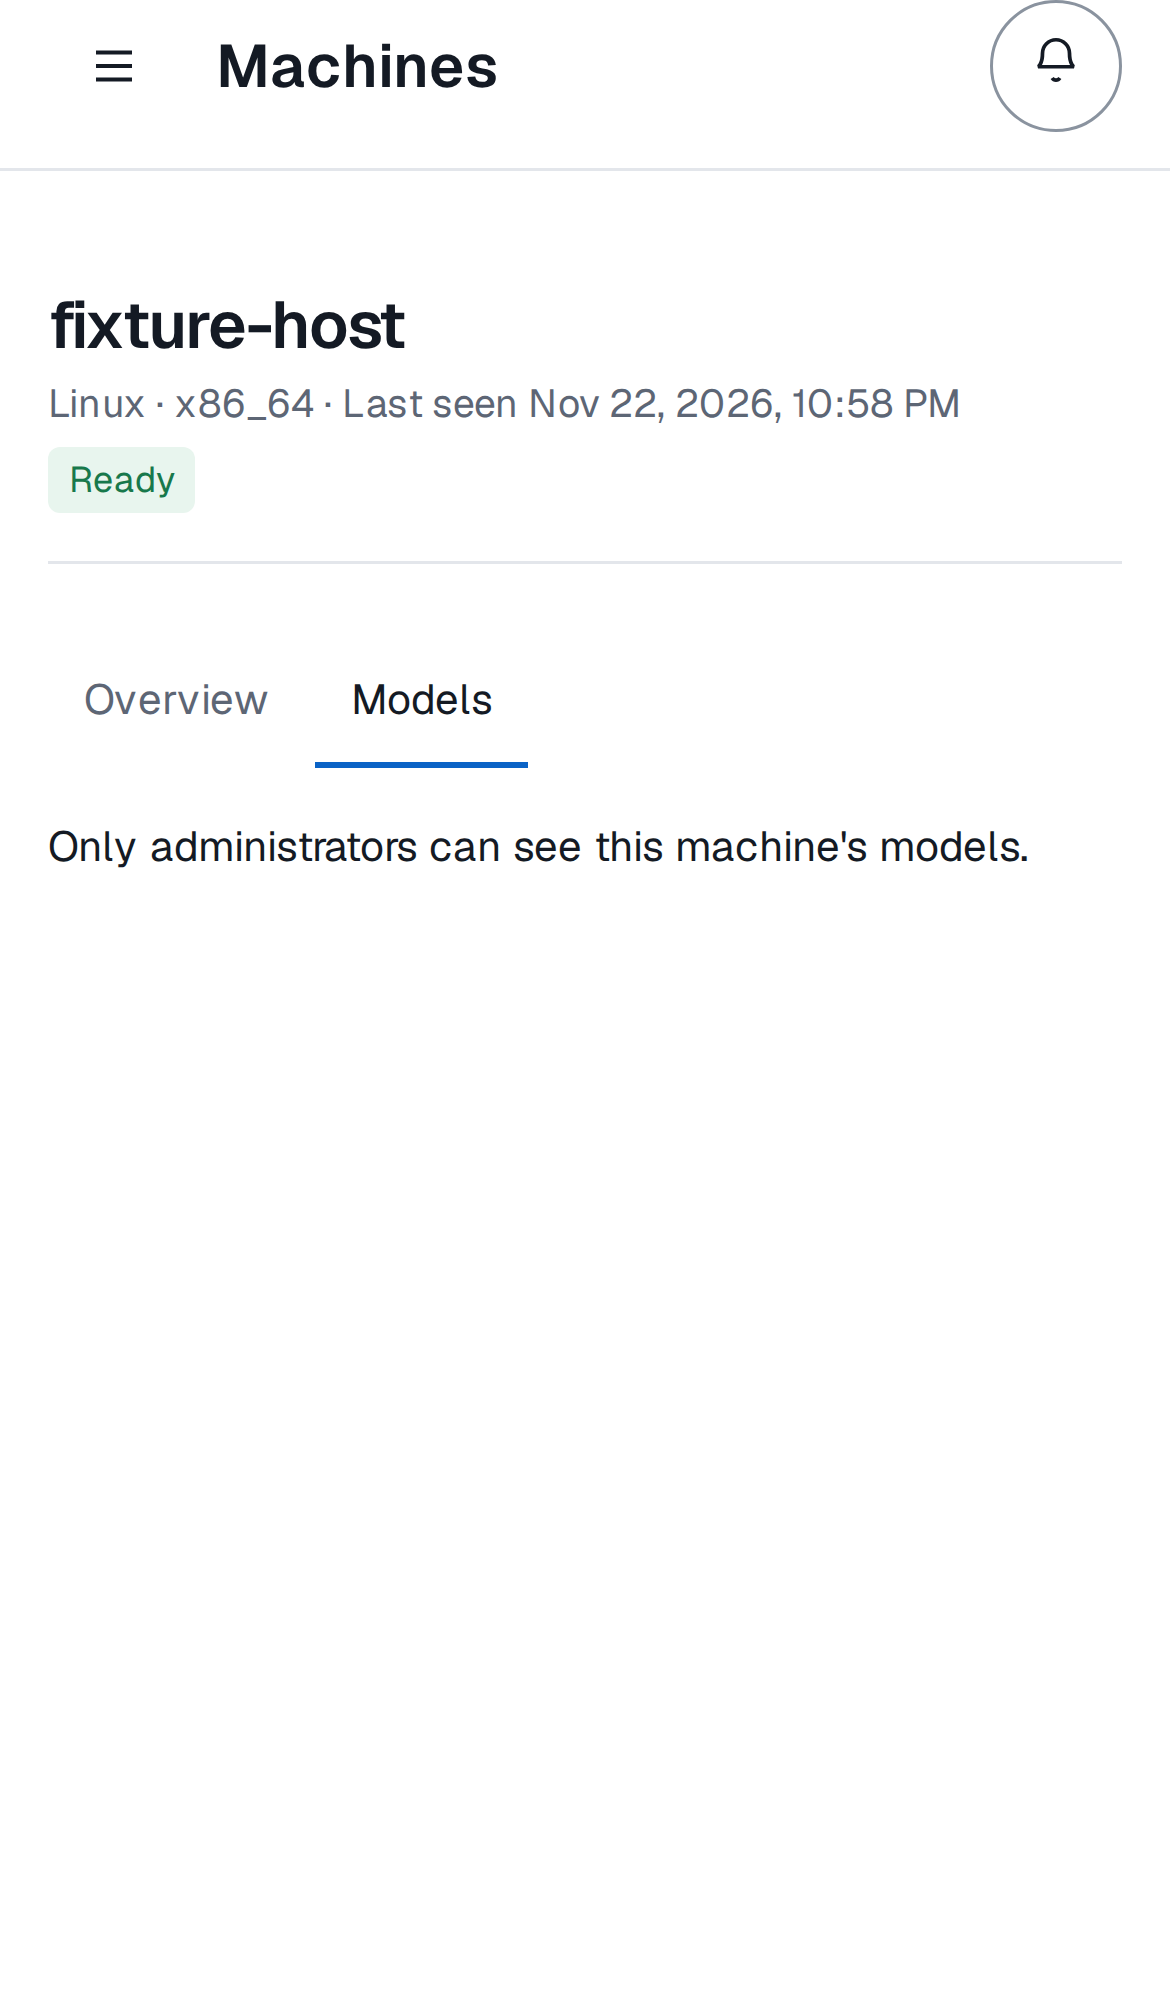 Machines
fixture-host
Linux · x86_64 · Last seen Nov 22, 2026, 10:58 PM
Ready
Overview Models
Only administrators can see this machine's models.